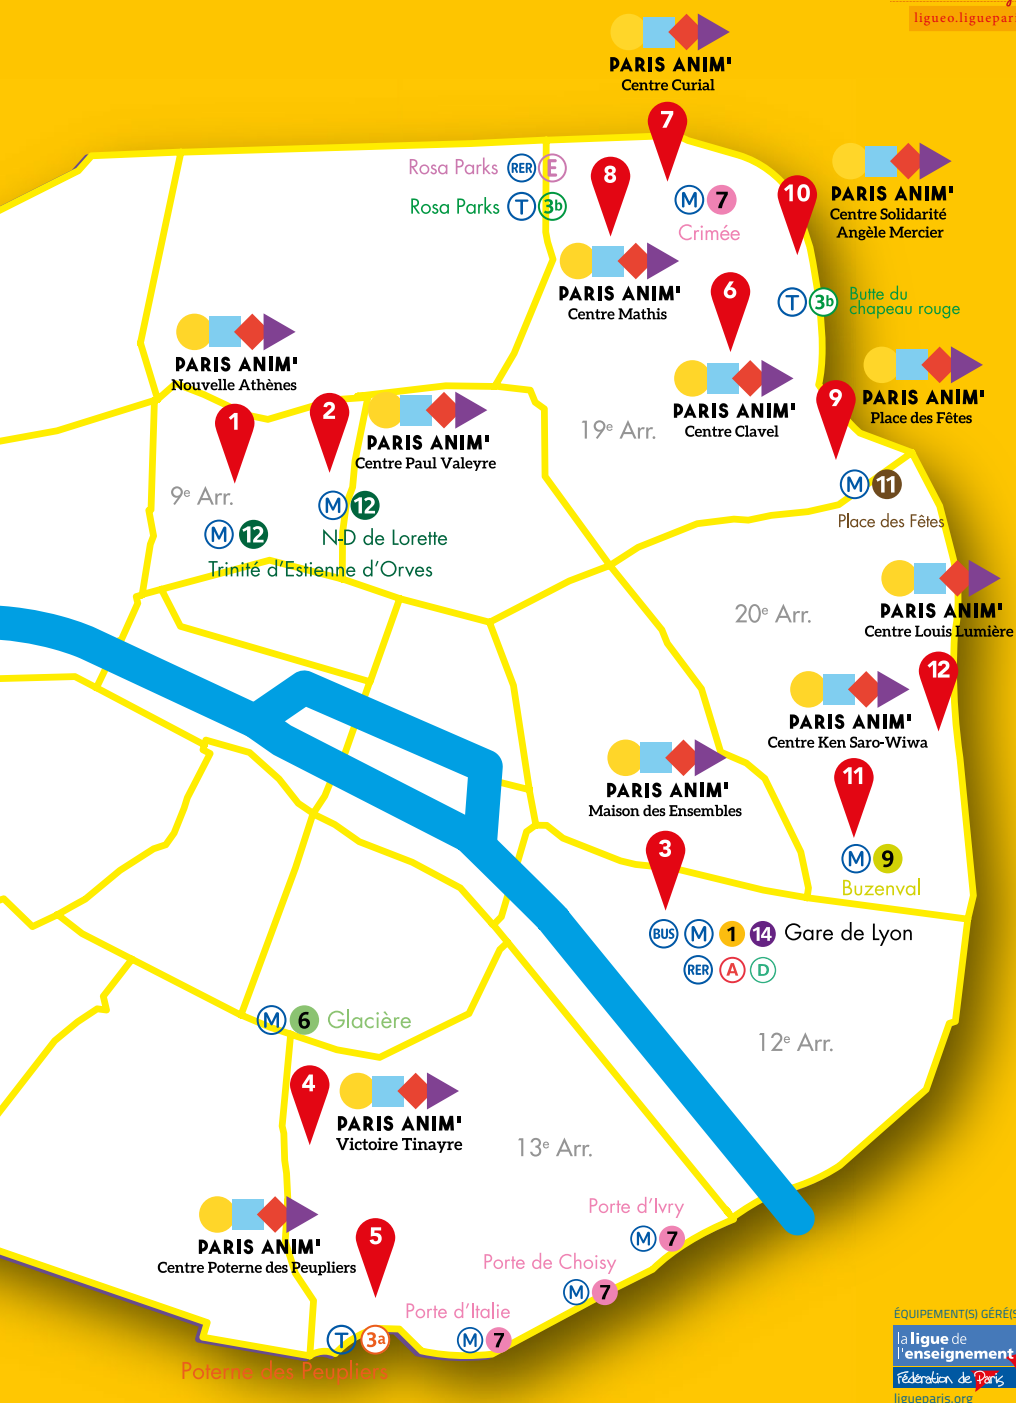 ligueo.liguepari
PARIS ANIM'
Centre Curial
7
Rosa Parks RER E
Rosa Parks T 3b
8
M 7
Crimée
10
PARIS ANIM'
Centre Solidarité
Angèle Mercier
PARIS ANIM'
Centre Mathis
6
T 3b Butte du
chapeau rouge
PARIS ANIM'
Nouvelle Athènes
1
2
PARIS ANIM'
Centre Paul Valeyre
19e Arr.
PARIS ANIM'
Centre Clavel
9
PARIS ANIM'
Place des Fêtes
9e Arr.
M 12
Trinité d'Estienne d'Orves
M 12
N-D de Lorette
M 11
Place des Fêtes
20e Arr.
PARIS ANIM'
Centre Louis Lumière
12
PARIS ANIM'
Centre Ken Saro-Wiwa
11
M 9
Buzenval
PARIS ANIM'
Maison des Ensembles
3
BUS M 1 14 Gare de Lyon
RER A D
12e Arr.
M 6 Glacière
4
PARIS ANIM'
Victoire Tinayre
13e Arr.
PARIS ANIM'
Centre Poterne des Peupliers
5
Porte d'Ivry
M 7
Porte de Choisy
M 7
Porte d'Italie
M 7
T 3a
Poterne des Peupliers
ÉQUIPEMENT(S) GÉRÉ(S
la ligue de
l'enseignement
Fédération de Paris
ligueparis.org